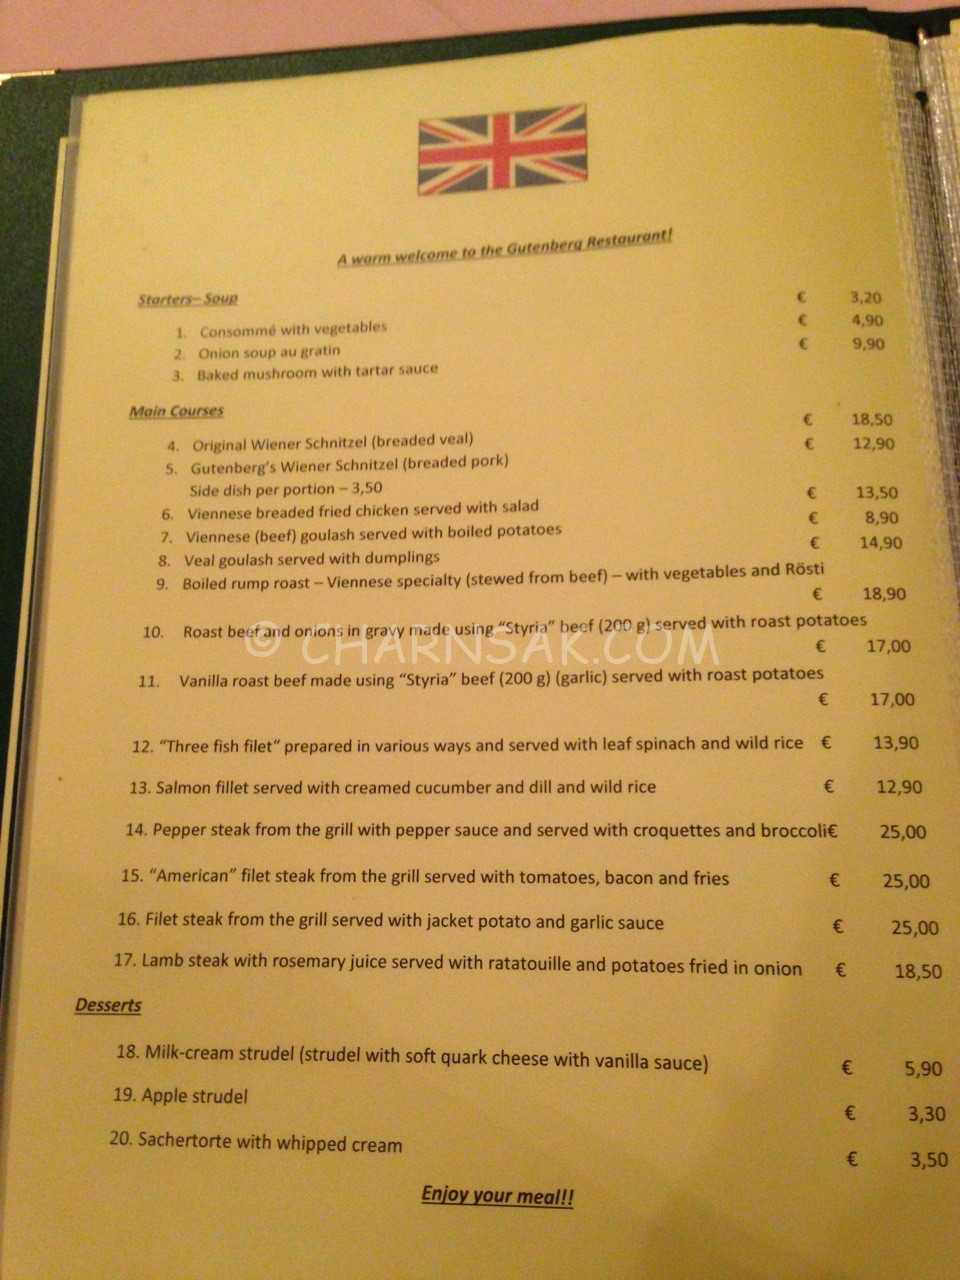 A warm welcome to the Gutenberg Restaurant!
Starters– Soup
1. Consommé with vegetables € 3,20
2. Onion soup au gratin € 4,90
3. Baked mushroom with tartar sauce € 9,90
Main Courses
4. Original Wiener Schnitzel (breaded veal) € 18,50
5. Gutenberg's Wiener Schnitzel (breaded pork) € 12,90
Side dish per portion – 3,50
6. Viennese breaded fried chicken served with salad € 13,50
7. Viennese (beef) goulash served with boiled potatoes € 8,90
8. Veal goulash served with dumplings € 14,90
9. Boiled rump roast – Viennese specialty (stewed from beef) – with vegetables and Rösti
€ 18,90
10. Roast beef and onions in gravy made using “Styria” beef (200 g) served with roast potatoes
€ 17,00
© CHARNSAK.COM
11. Vanilla roast beef made using “Styria” beef (200 g) (garlic) served with roast potatoes
€ 17,00
12. “Three fish filet“ prepared in various ways and served with leaf spinach and wild rice € 13,90
13. Salmon fillet served with creamed cucumber and dill and wild rice € 12,90
14. Pepper steak from the grill with pepper sauce and served with croquettes and broccoli€ 25,00
15. “American” filet steak from the grill served with tomatoes, bacon and fries € 25,00
16. Filet steak from the grill served with jacket potato and garlic sauce € 25,00
17. Lamb steak with rosemary juice served with ratatouille and potatoes fried in onion € 18,50
Desserts
18. Milk-cream strudel (strudel with soft quark cheese with vanilla sauce) € 5,90
19. Apple strudel € 3,30
20. Sachertorte with whipped cream € 3,50
Enjoy your meal!!